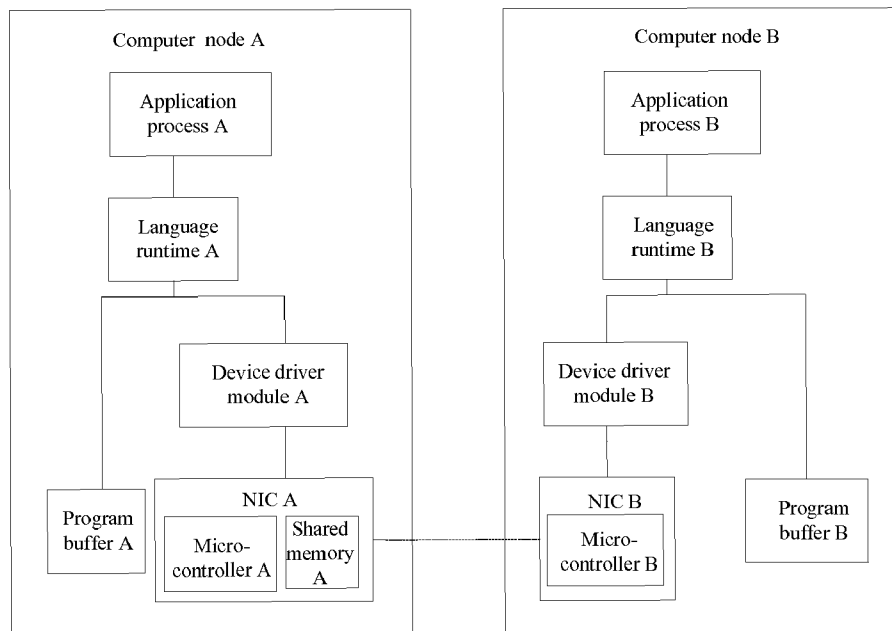 Computer node A
Application
process A
Language
runtime A
Device driver
module A
Program
buffer A
NIC A
Micro-
controller A
Shared
memory
A
Computer node B
Application
process B
Language
runtime B
Device driver
module B
NIC B
Micro-
controller B
Program
buffer B